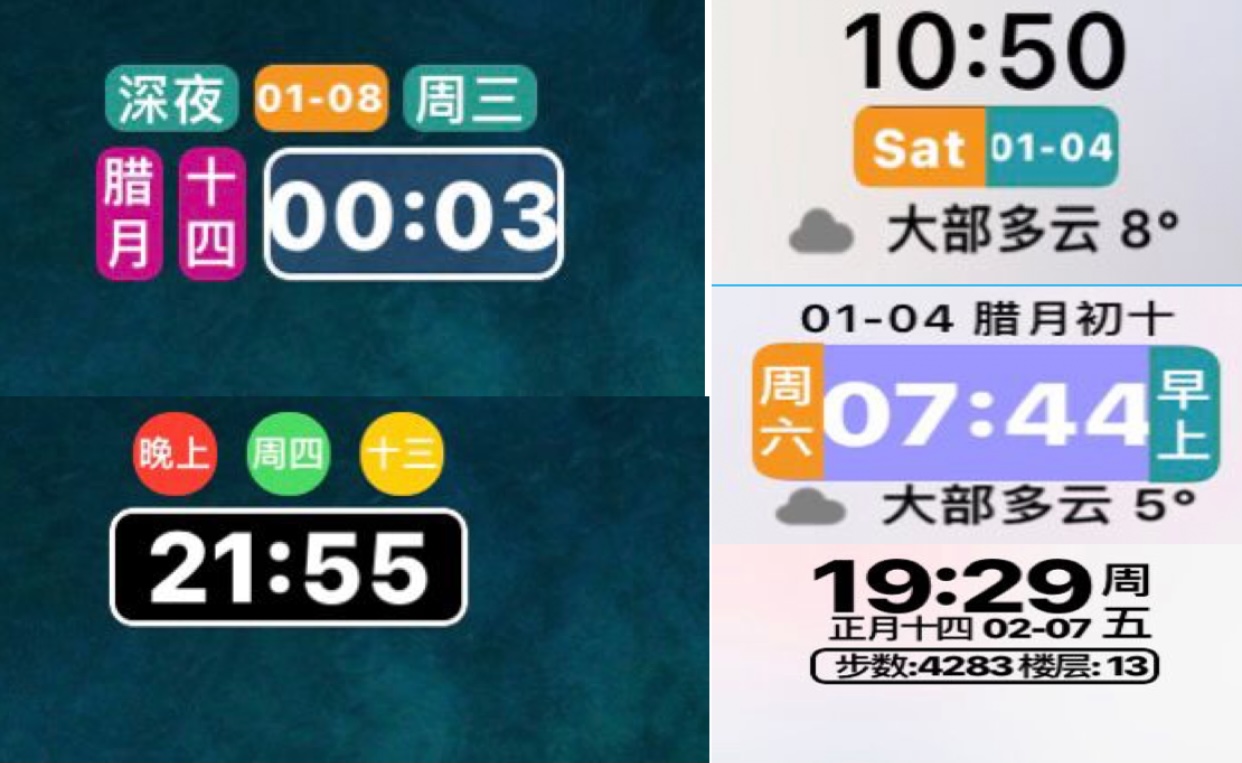 深夜 01-08 周三
腊月 十四 00:03
晚上 周四 十三
21:55
10:50
Sat 01-04
大部多云 8°
01-04 腊月初十
周六 07:44 早上
大部多云 5°
19:29 周五
正月十四 02-07
步数:4283 楼层: 13